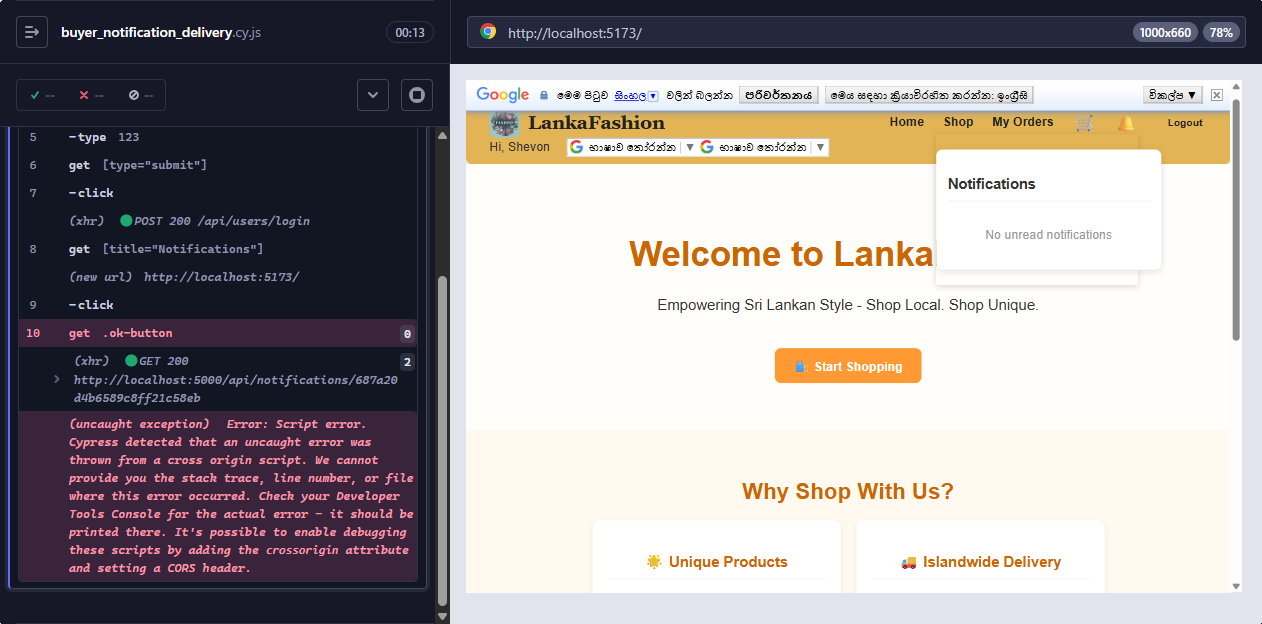 buyer_notification_delivery.cy.js
00:13
-- -- --
5 -type 123
6 get [type="submit"]
7 -click
(xhr) POST 200 /api/users/login
8 get [title="Notifications"]
(new url) http://localhost:5173/
9 -click
10 get .ok-button 0
(xhr) GET 200 2
http://localhost:5000/api/notifications/687a20
d4b6589c8ff21c58eb
(uncaught exception) Error: Script error.
Cypress detected that an uncaught error was
thrown from a cross origin script. We cannot
provide you the stack trace, line number, or file
where this error occurred. Check your Developer
Tools Console for the actual error - it should be
printed there. It's possible to enable debugging
these scripts by adding the crossorigin attribute
and setting a CORS header.
http://localhost:5173/
1000x660 78%
Google මෙම පිටුව සිංහල වලින් බලන්න පරිවර්තනය මෙය සඳහා ක්‍රියාවිරහිත කරන්න: ඉංග්‍රීසි විකල්ප ▼
LankaFashion
Home Shop My Orders Logout
Hi, Shevon
G භාෂාව තෝරන්න ▼ G භාෂාව තෝරන්න ▼
Notifications
No unread notifications
Welcome to Lanka
Empowering Sri Lankan Style - Shop Local. Shop Unique.
Start Shopping
Why Shop With Us?
Unique Products
Islandwide Delivery